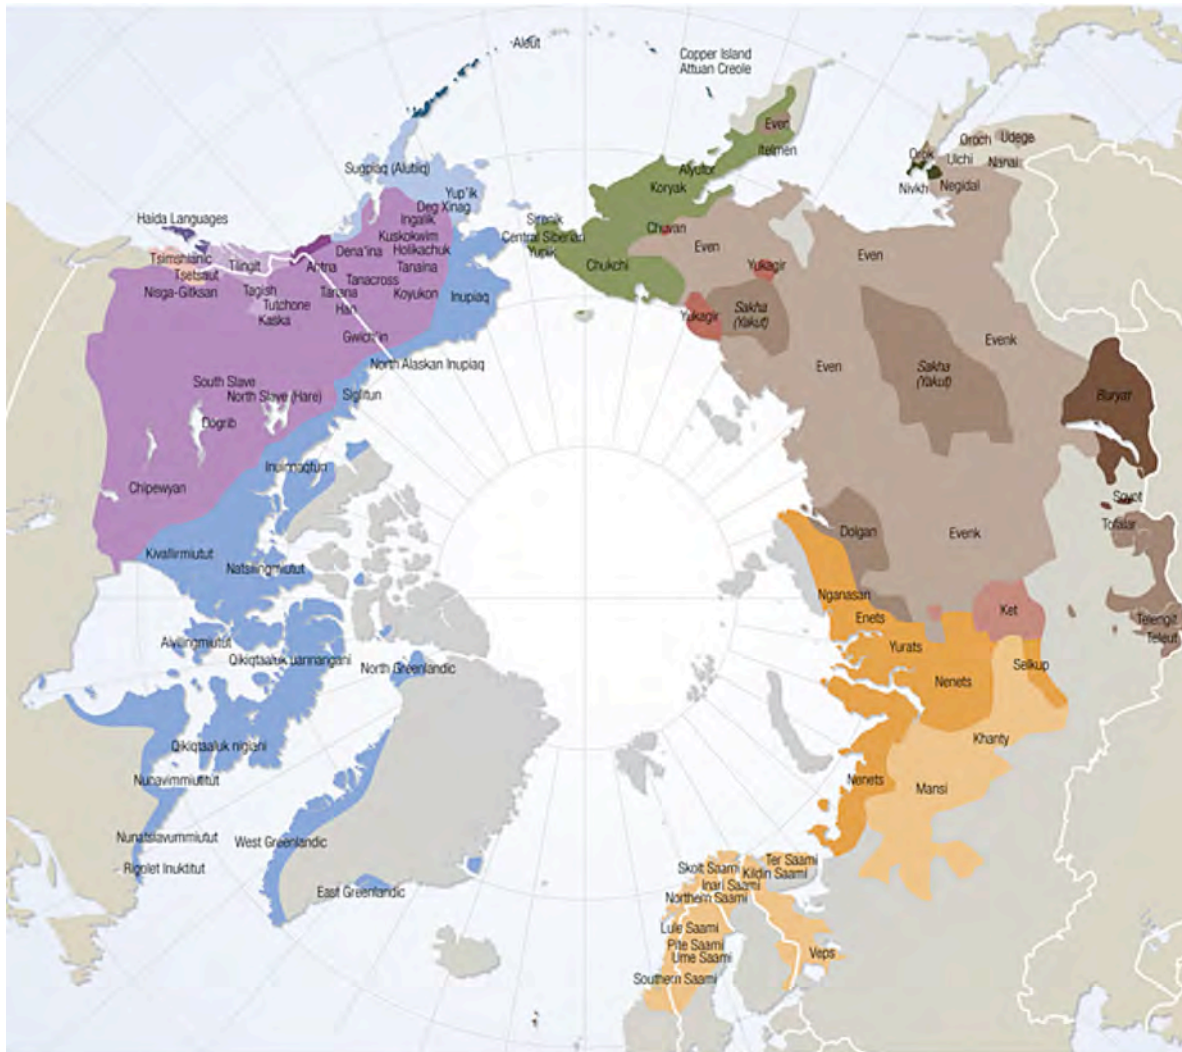 Aleut
Copper Island
Attuan Creole
Even
Itelmen
Alyutor
Koryak
Orok
Oroch
Udege
Ulchi
Nanai
Nivkh
Negidal
Sugpiaq (Alutiiq)
Yup'ik
Deg Xinag
Ingalik
Kuskokwim
Holikachuk
Haida Languages
Sirenik
Central Siberian
Yupik
Chuvan
Even
Even
Chukchi
Yukagir
Yukagir
Sakha
(Yakut)
Tsimshianic
Tsetsaut
Nisga-Gitksan
Tlingit
Dena'ina
Ahtna
Tanaina
Tanacross
Tagish
Tanana
Koyukon
Tutchone
Han
Kaska
Inupiaq
Gwich'in
North Alaskan Inupiaq
Evenk
Even
Sakha
(Yakut)
Buryat
South Slave
North Slave (Hare)
Siglitun
Dogrib
Inuinnaqtun
Chipewyan
Soyot
Tofalar
Dolgan
Evenk
Kivallirmiutut
Natsilingmiutut
Nganasan
Enets
Ket
Telengit
Teleut
Aivilingmiutut
Qikiqtaaluk uannangani
North Greenlandic
Yurats
Selkup
Nenets
Khanty
Qikiqtaaluk nigiani
Nunavimmiutitut
Nenets
Mansi
Nunatsiavummiutut
West Greenlandic
Rigolet Inuktitut
East Greenlandic
Skolt Saami
Ter Saami
Kildin Saami
Inari Saami
Northern Saami
Lule Saami
Pite Saami
Ume Saami
Southern Saami
Veps